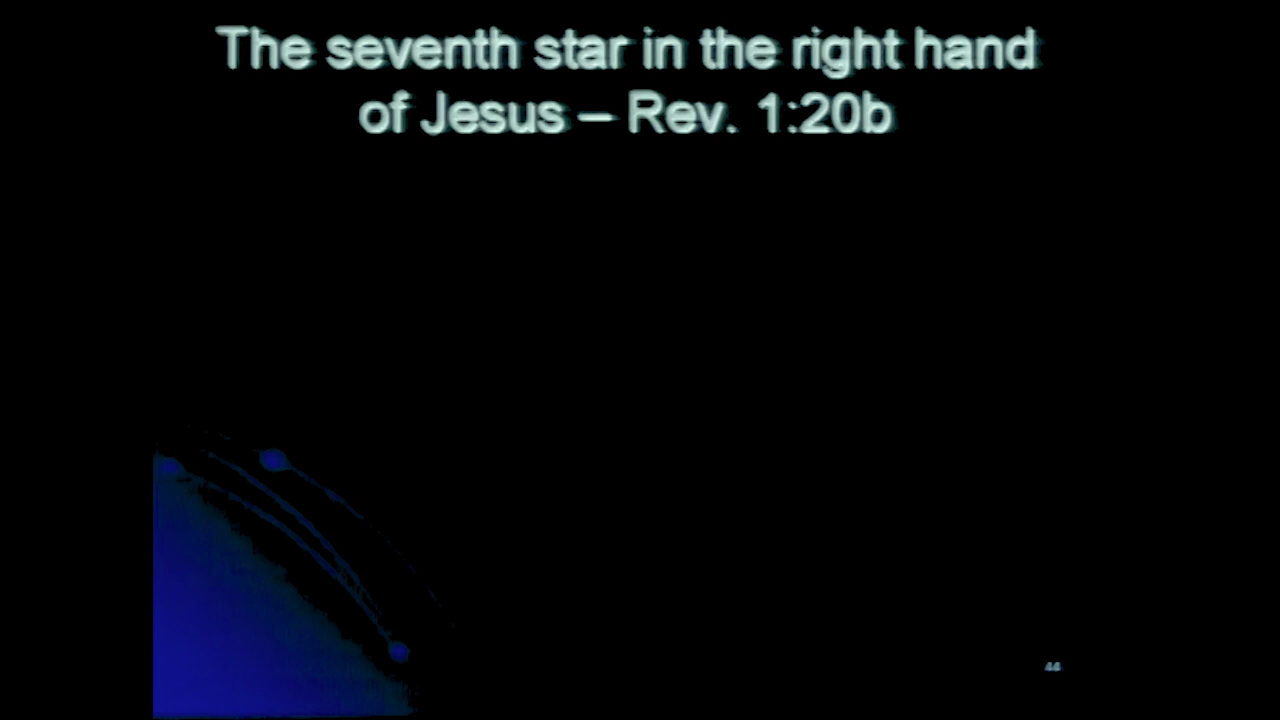 The seventh star in the right hand
of Jesus – Rev. 1:20b
44